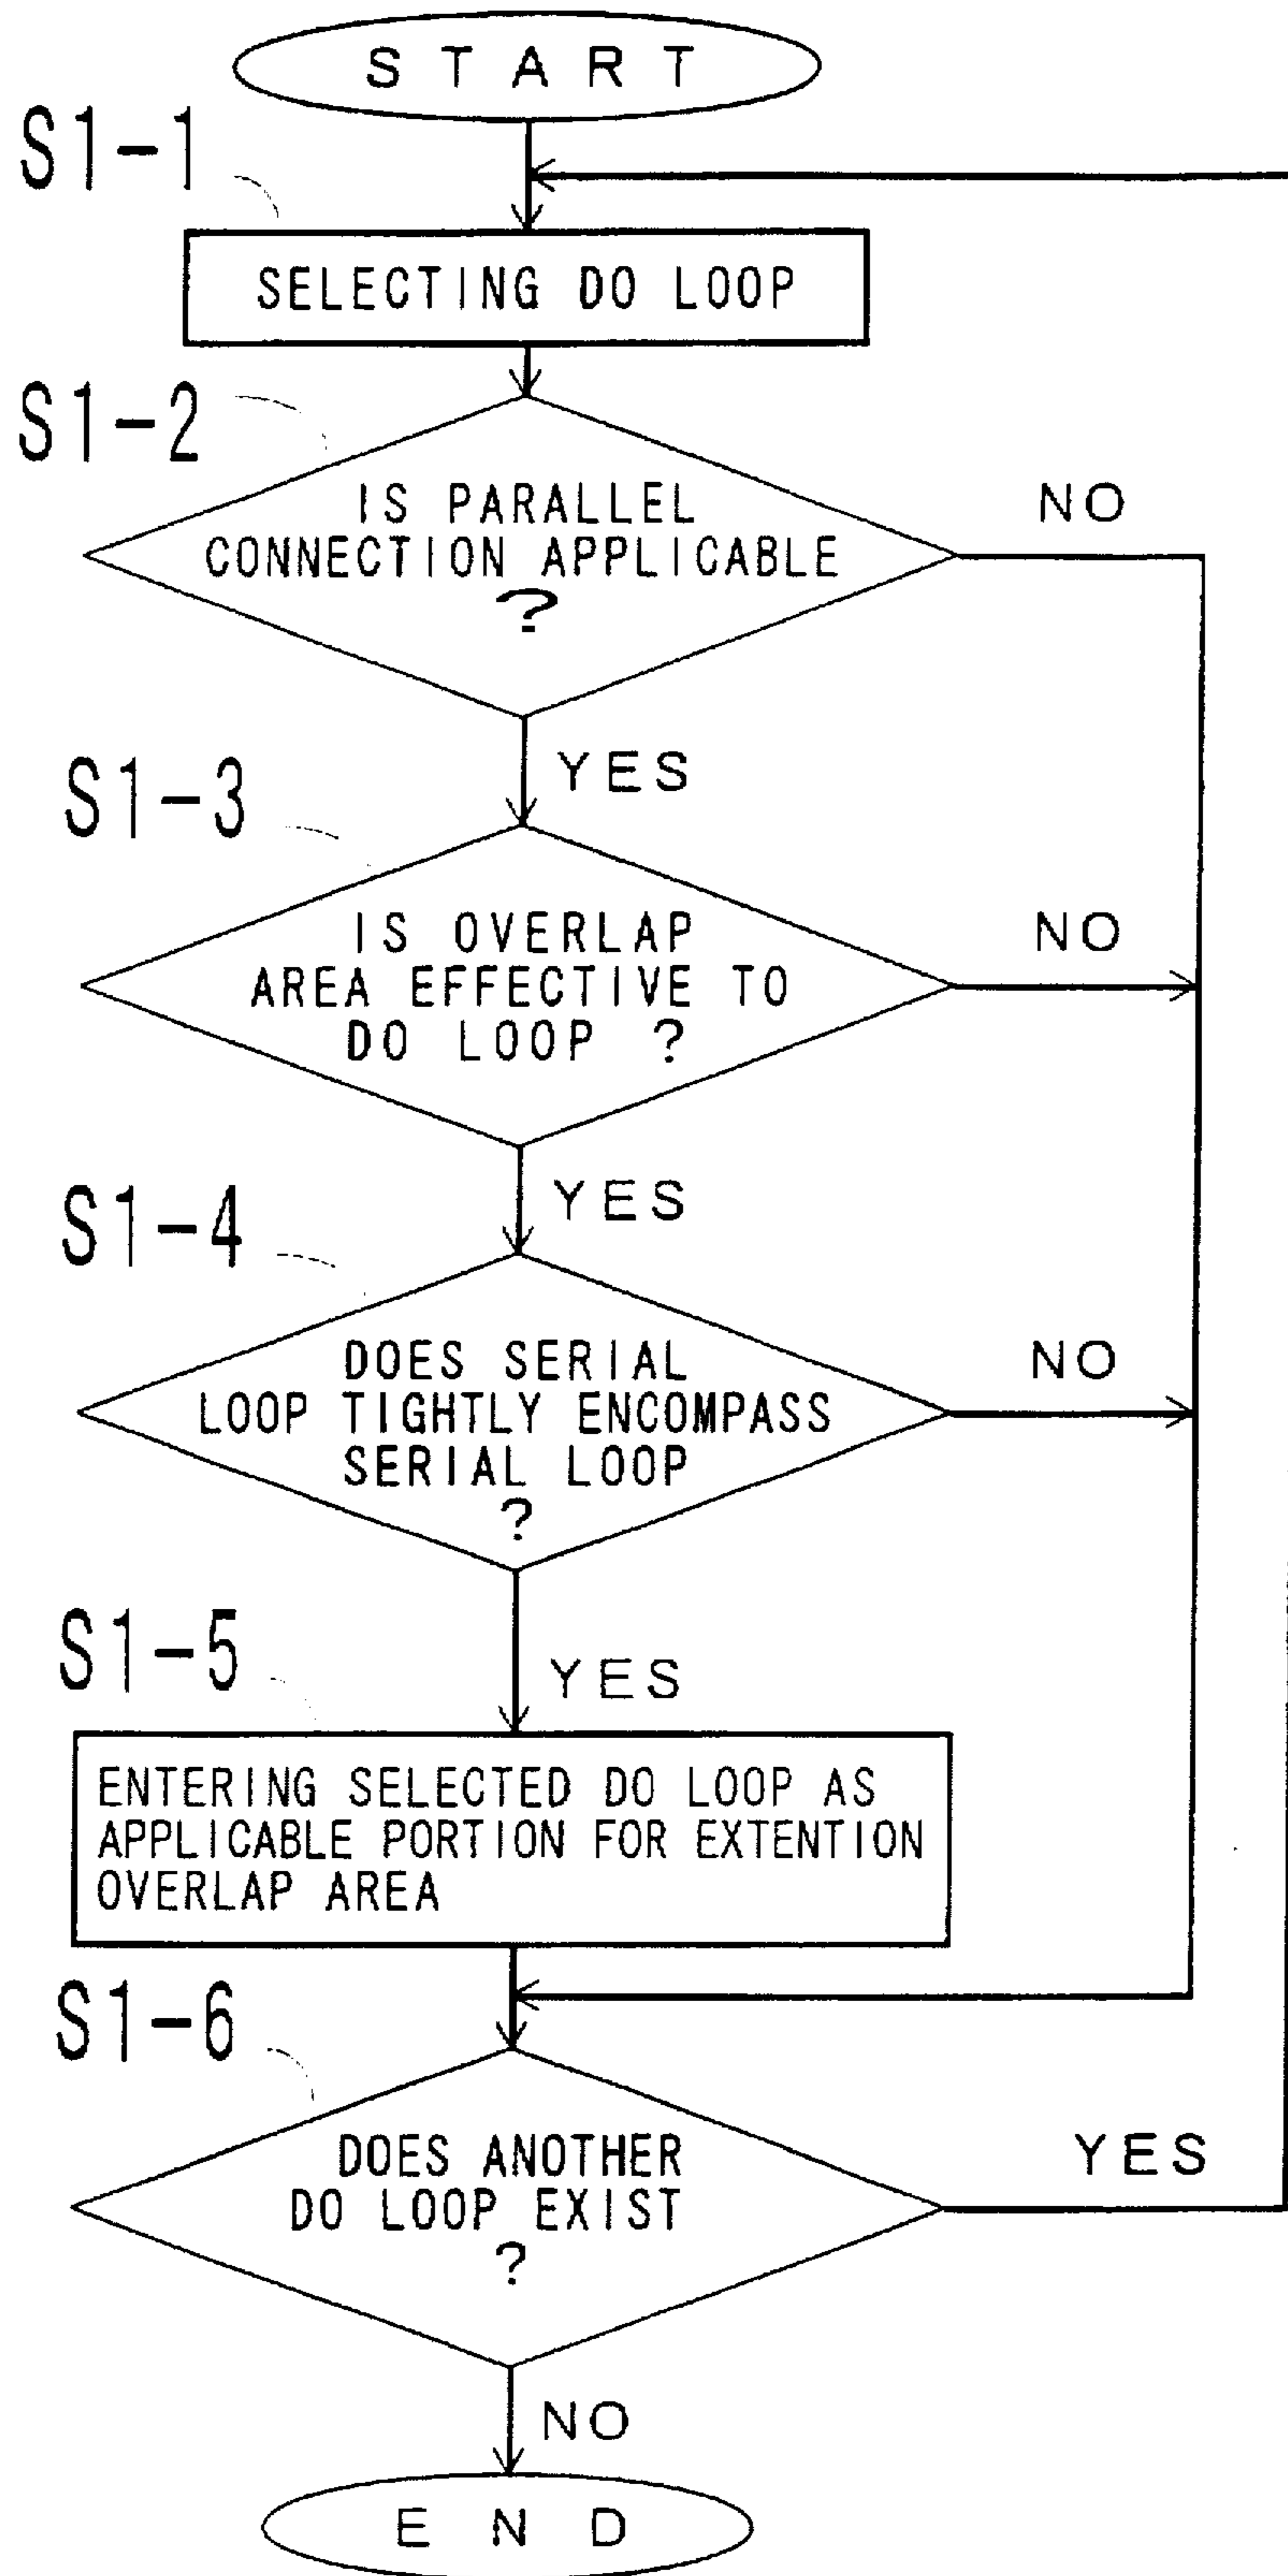 START
S1-1
SELECTING DO LOOP
S1-2
IS PARALLEL
CONNECTION APPLICABLE
?
NO
YES
S1-3
IS OVERLAP
AREA EFFECTIVE TO
DO LOOP ?
NO
YES
S1-4
DOES SERIAL
LOOP TIGHTLY ENCOMPASS
SERIAL LOOP
?
NO
YES
S1-5
ENTERING SELECTED DO LOOP AS
APPLICABLE PORTION FOR EXTENTION
OVERLAP AREA
S1-6
DOES ANOTHER
DO LOOP EXIST
?
YES
NO
END